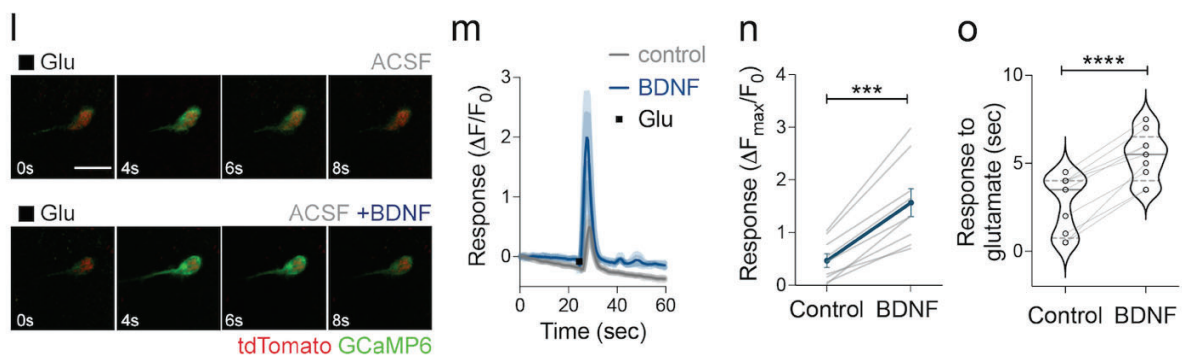 l
Glu ACSF
0s 4s 6s 8s
Glu ACSF +BDNF
0s 4s 6s 8s
tdTomato GCaMP6
m
control
BDNF
Glu
Response (ΔF/F0)
3
2
1
0
0 20 40 60
Time (sec)
n
Response (ΔFmax/F0)
***
4
3
2
1
0
Control BDNF
o
Response to
glutamate (sec)
****
10
5
0
Control BDNF